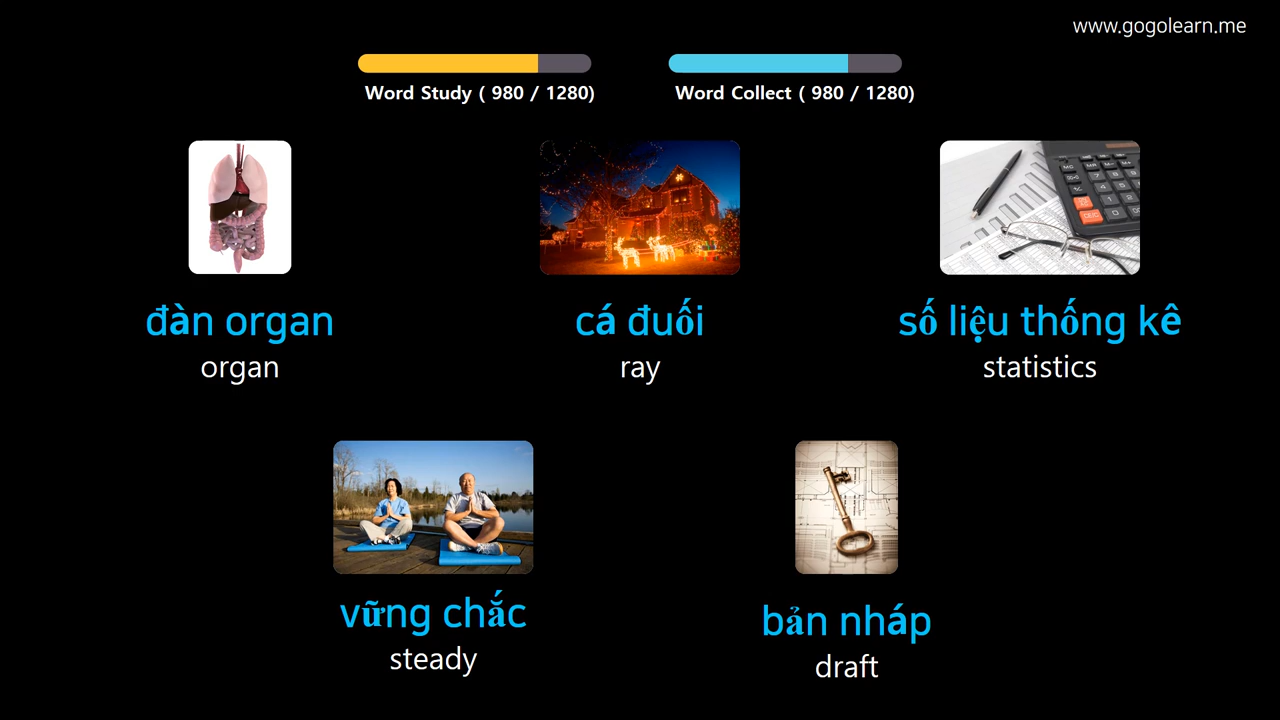 www.gogolearn.me
Word Study ( 980 / 1280)
Word Collect ( 980 / 1280)
đàn organ
organ
cá đuối
ray
số liệu thống kê
statistics
vững chắc
steady
bản nháp
draft